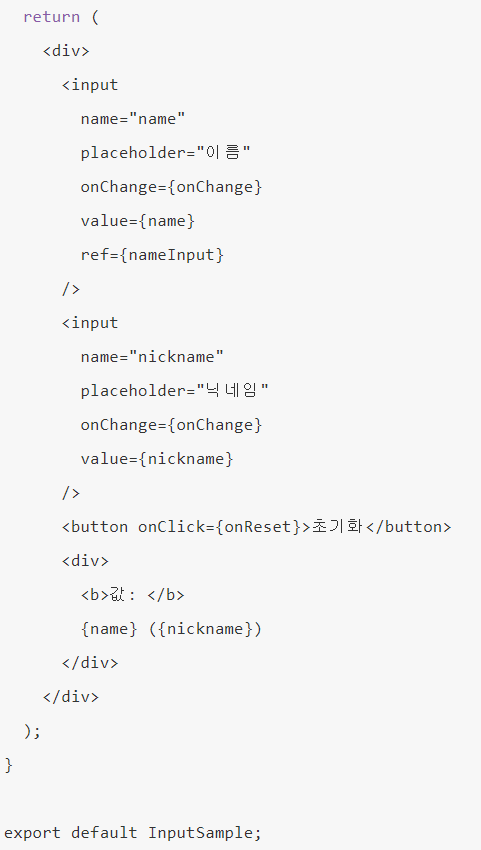 return (
<div>
<input
name="name"
placeholder="이름"
onChange={onChange}
value={name}
ref={nameInput}
/>
<input
name="nickname"
placeholder="닉네임"
onChange={onChange}
value={nickname}
/>
<button onClick={onReset}>초기화</button>
<div>
<b>값: </b>
{name} ({nickname})
</div>
</div>
);
}
export default InputSample;